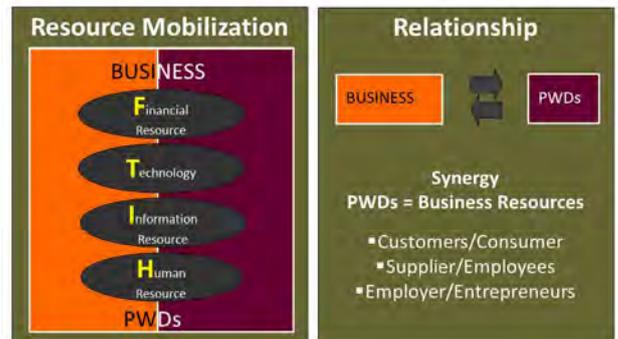 Resource Mobilization
BUSINESS
Financial
Resource
Technology
Information
Resource
Human
Resource
PWDs
Relationship
BUSINESS
PWDs
Synergy
PWDs = Business Resources
▪Customers/Consumer
▪Supplier/Employees
▪Employer/Entrepreneurs